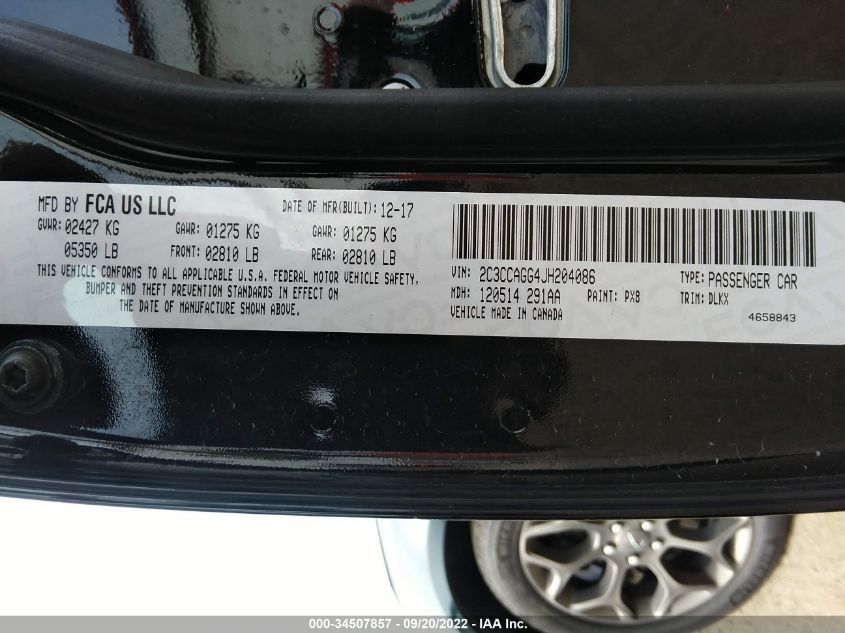 MFD BY FCA US LLC
DATE OF MFR(BUILT): 12-17
GVWR: 02427 KG GAWR: 01275 KG GAWR: 01275 KG
05350 LB FRONT: 02810 LB REAR: 02810 LB
THIS VEHICLE CONFORMS TO ALL APPLICABLE U.S.A. FEDERAL MOTOR VEHICLE SAFETY,
BUMPER AND THEFT PREVENTION STANDARDS IN EFFECT ON
THE DATE OF MANUFACTURE SHOWN ABOVE.
VIN: 2C3CCAGG4JH204086 TYPE: PASSENGER CAR
MDH: 120514 291AA PAINT: PX8 TRIM: DLKX
VEHICLE MADE IN CANADA
4658843
000-34507857 - 09/20/2022 - IAA Inc.